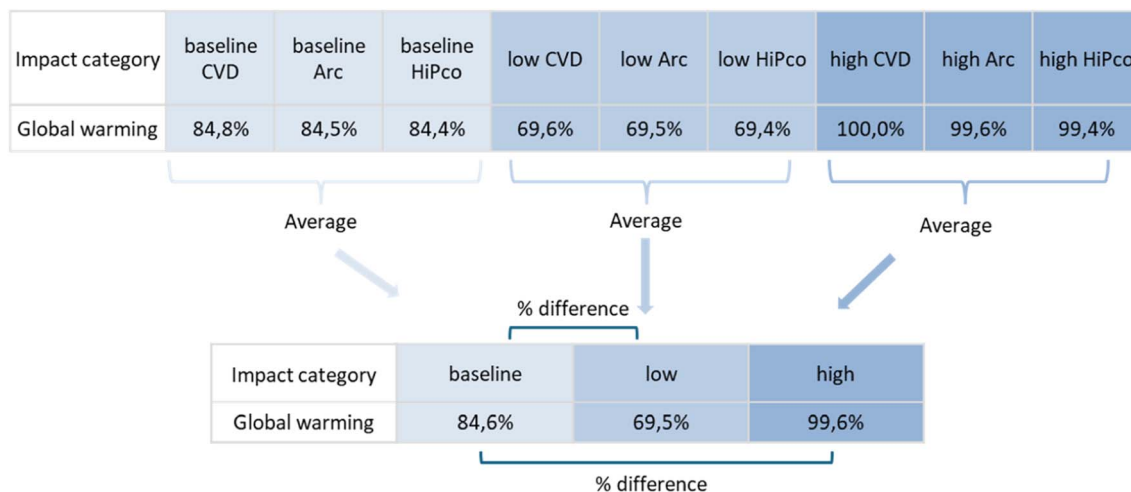 Impact category baseline CVD baseline Arc baseline HiPco low CVD low Arc low HiPco high CVD high Arc high HiPco
Global warming 84,8% 84,5% 84,4% 69,6% 69,5% 69,4% 100,0% 99,6% 99,4%
Average Average Average
% difference
Impact category baseline low high
Global warming 84,6% 69,5% 99,6%
% difference